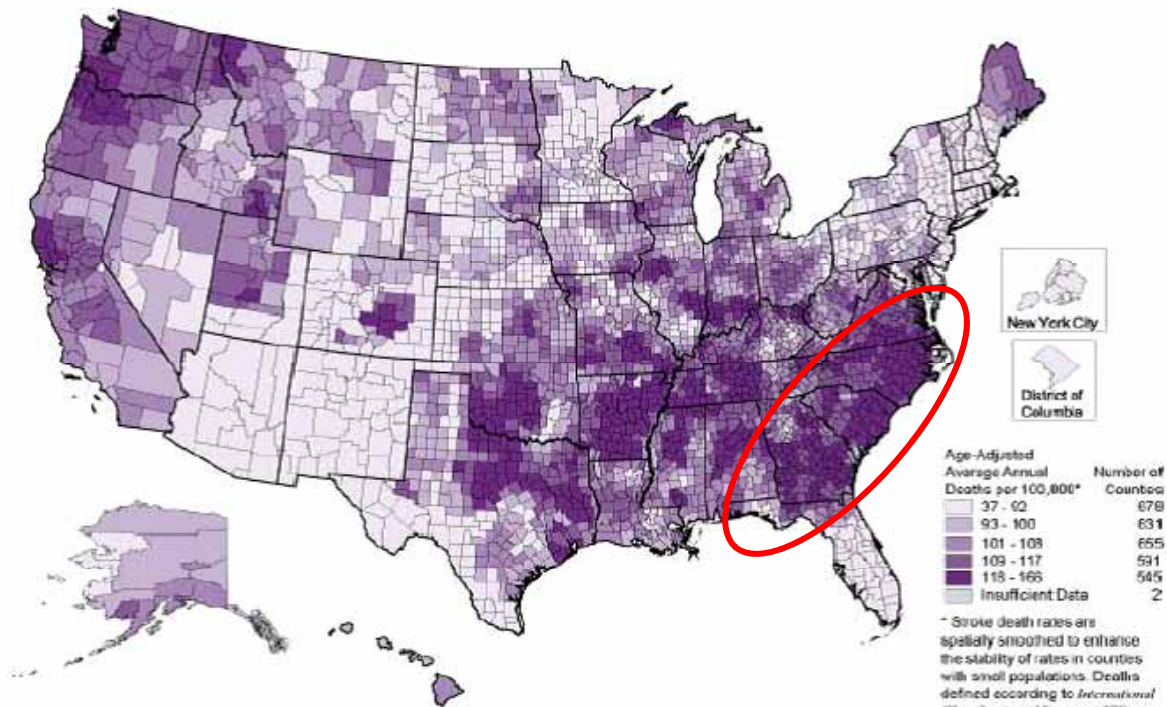 New York City
District of
Columbia
Age-Adjusted
Average Annual Number of
Deaths per 100,000* Counties
37 - 92 678
93 - 100 631
101 - 108 655
109 - 117 591
118 - 166 545
Insufficient Data 2
* Stroke death rates are
spatially smoothed to enhance
the stability of rates in counties
with small populations. Deaths
defined according to International